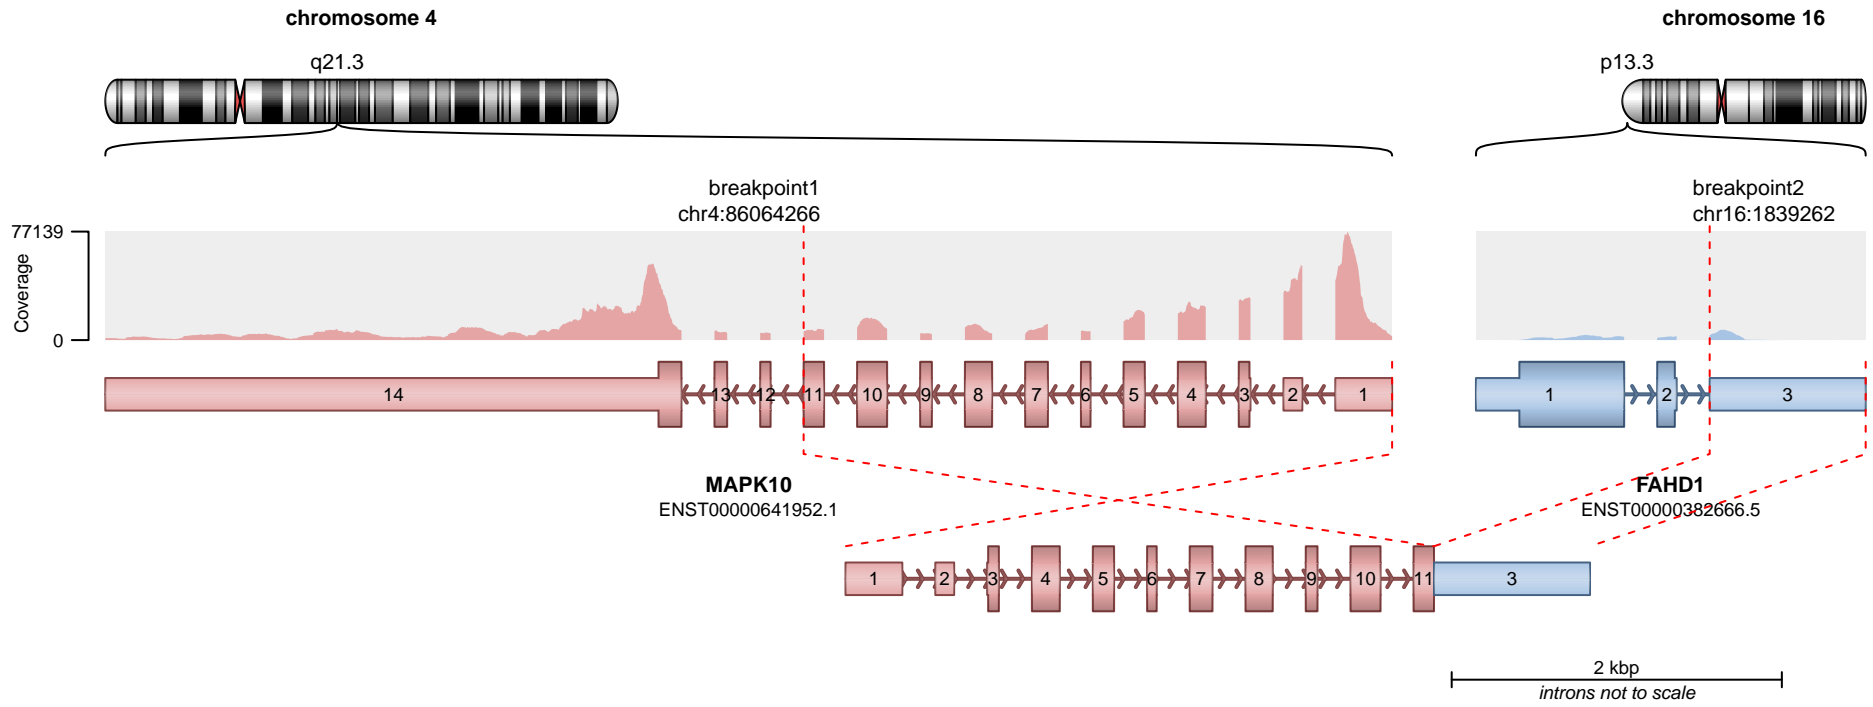 chromosome 4
chromosome 16
q21.3
p13.3
breakpoint1
chr4:86064266
breakpoint2
chr16:1839262
77139
Coverage
0
14 13 12 11 10 9 8 7 6 5 4 3 2 1
1 2 3
MAPK10
ENST00000641952.1
FAHD1
ENST00000382666.5
1 2 3 4 5 6 7 8 9 10 11 3
2 kbp
introns not to scale